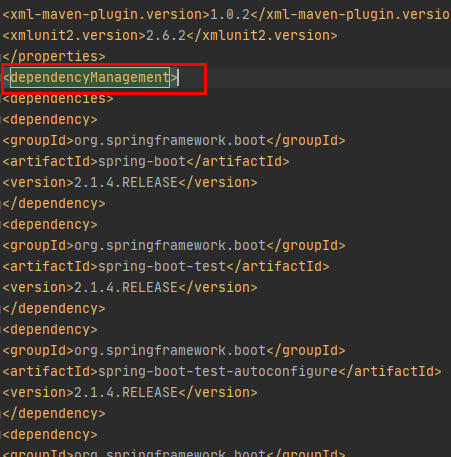 <xml-maven-plugin.version>1.0.2</xml-maven-plugin.versio
<xmlunit2.version>2.6.2</xmlunit2.version>
</properties>
<dependencyManagement>
<dependencies>
<dependency>
<groupId>org.springframework.boot</groupId>
<artifactId>spring-boot</artifactId>
<version>2.1.4.RELEASE</version>
</dependency>
<dependency>
<groupId>org.springframework.boot</groupId>
<artifactId>spring-boot-test</artifactId>
<version>2.1.4.RELEASE</version>
</dependency>
<dependency>
<groupId>org.springframework.boot</groupId>
<artifactId>spring-boot-test-autoconfigure</artifactId>
<version>2.1.4.RELEASE</version>
</dependency>
<dependency>
<groupId>org.springframework.boot</groupId>